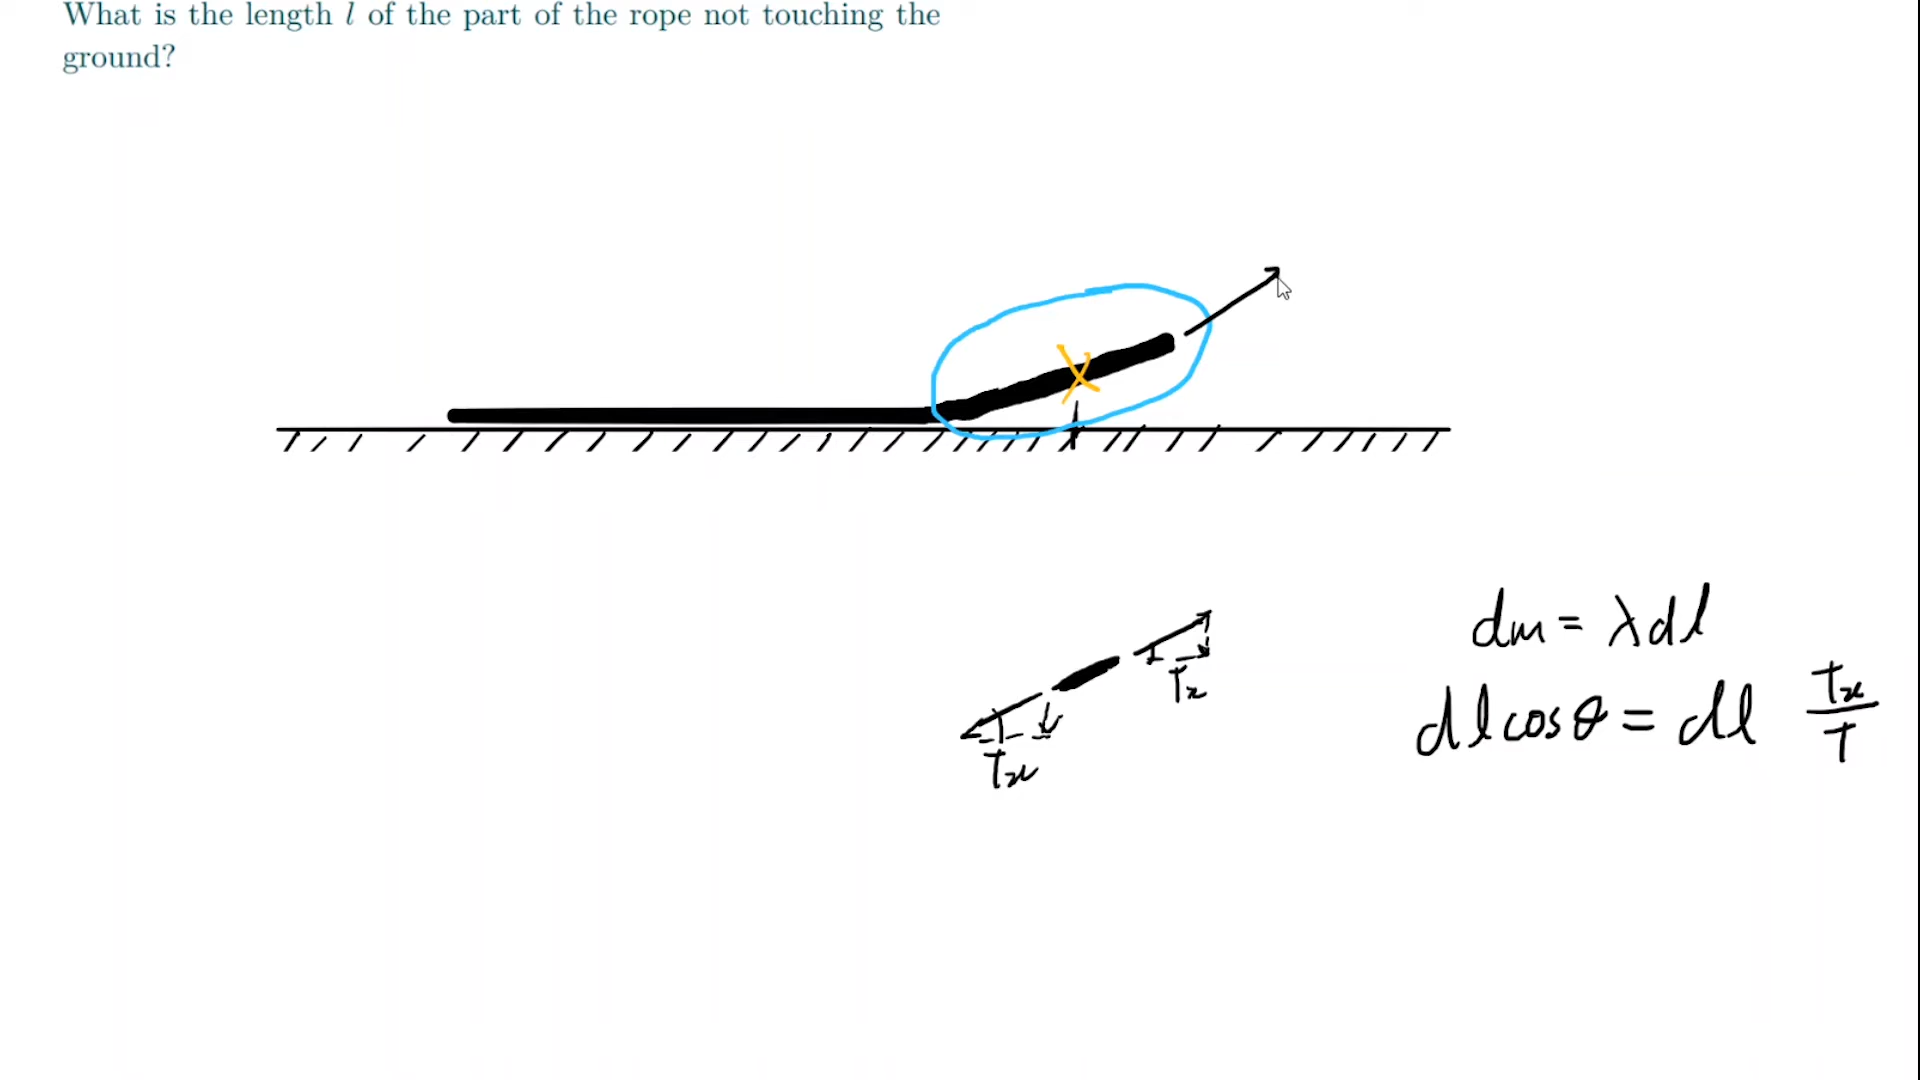 What is the length l of the part of the rope not touching the
ground?
dm = λdl
Tx
dl cosθ = dl Tx/T
Tx